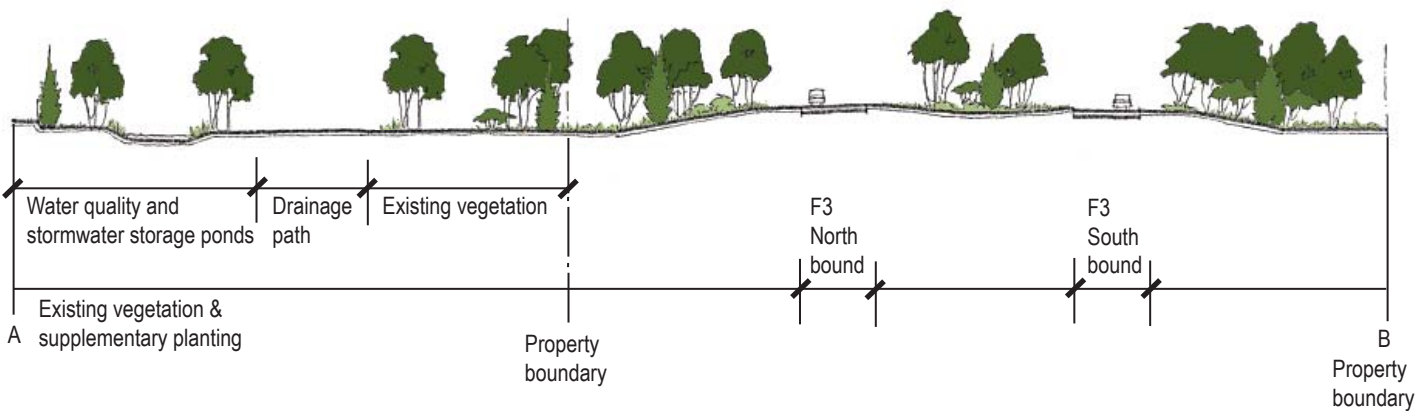 Water quality and
stormwater storage ponds
Drainage
path
Existing vegetation
F3
North
bound
F3
South
bound
A
Existing vegetation &
supplementary planting
Property
boundary
B
Property
boundary